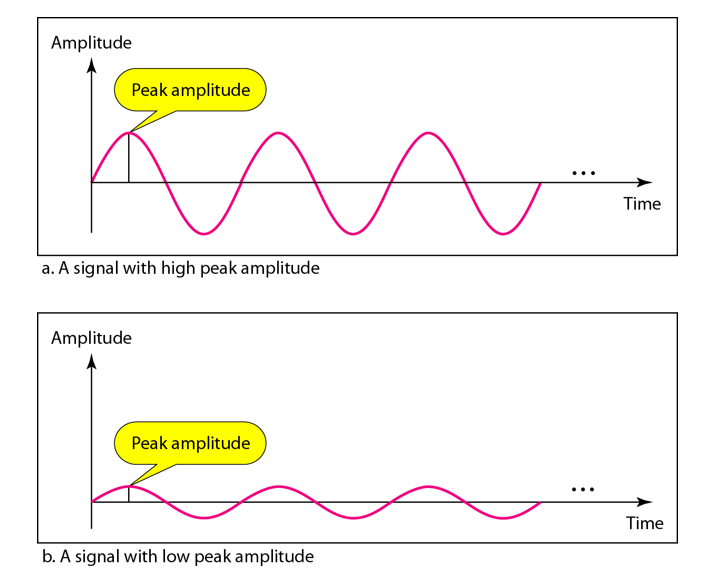 Amplitude
Peak amplitude
...
Time
a. A signal with high peak amplitude
Amplitude
Peak amplitude
...
Time
b. A signal with low peak amplitude